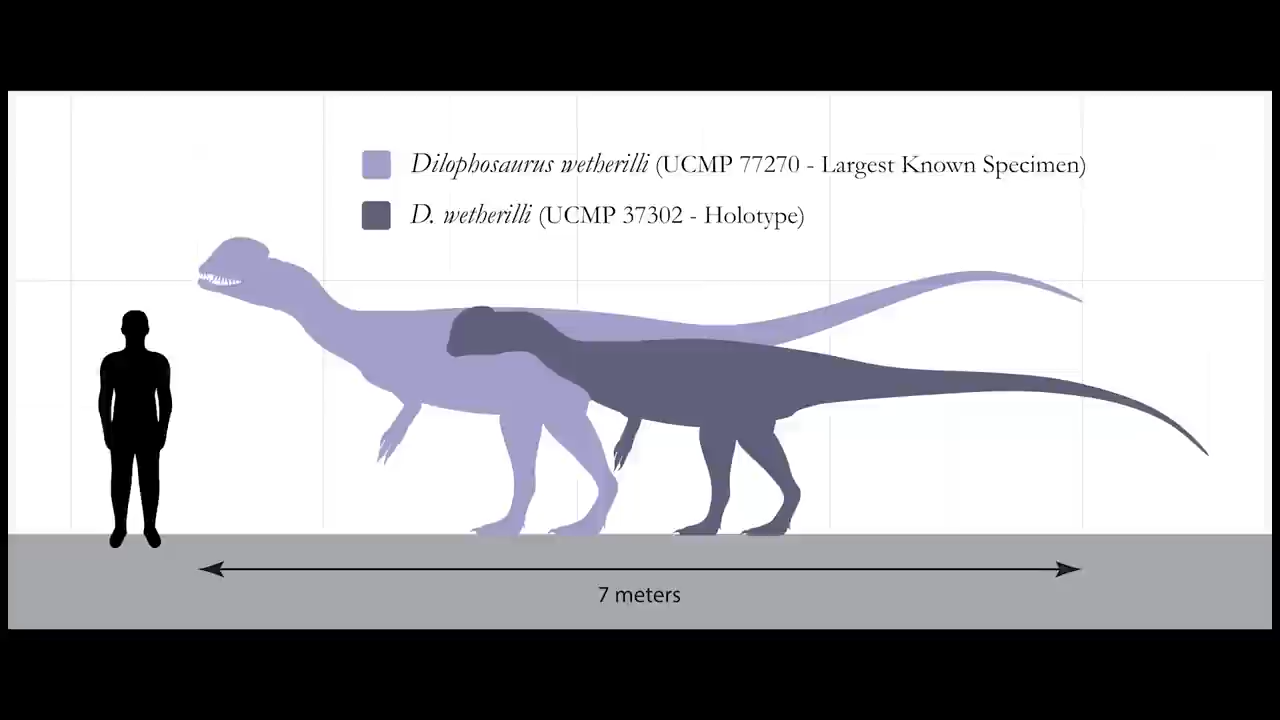 Dilophosaurus wetherilli (UCMP 77270 - Largest Known Specimen)
D. wetherilli (UCMP 37302 - Holotype)
7 meters